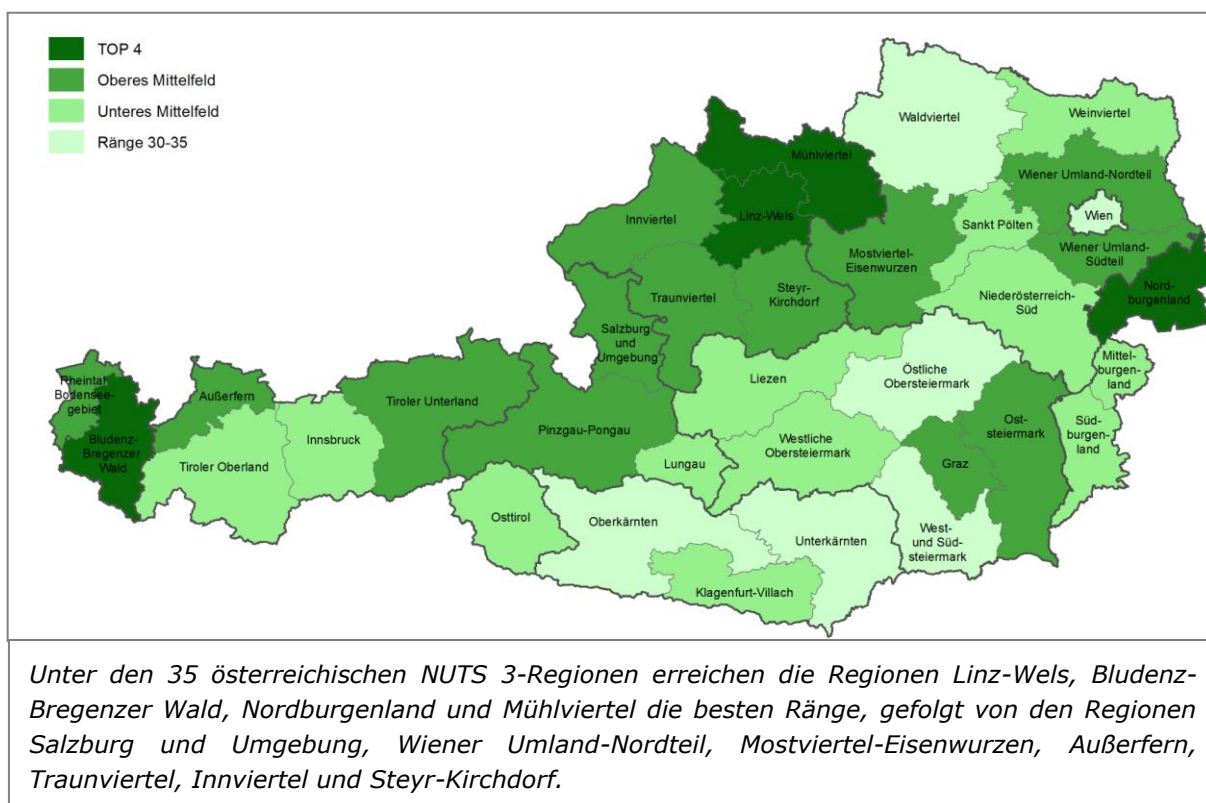 TOP 4
Oberes Mittelfeld
Unteres Mittelfeld
Ränge 30-35
Waldviertel
Weinviertel
Mühlviertel
Wiener Umland-Nordteil
Innviertel
Linz-Wels
Wien
Sankt Pölten
Mostviertel-
Eisenwurzen
Wiener Umland-
Südteil
Nord-
burgenland
Traunviertel
Steyr-
Kirchdorf
Niederösterreich-
Süd
Salzburg
und
Umgebung
Mittel-
burgen-
land
Liezen
Östliche
Obersteiermark
Rheintal-
Bodensee-
gebiet
Außerfern
Tiroler Unterland
Bludenz-
Bregenzer
Wald
Innsbruck
Pinzgau-Pongau
Westliche
Obersteiermark
Ost-
steiermark
Süd-
burgen-
land
Tiroler Oberland
Lungau
Graz
Osttirol
Oberkärnten
Unterkärnten
West-
und Süd-
steiermark
Klagenfurt-Villach
Unter den 35 österreichischen NUTS 3-Regionen erreichen die Regionen Linz-Wels, Bludenz-
Bregenzer Wald, Nordburgenland und Mühlviertel die besten Ränge, gefolgt von den Regionen
Salzburg und Umgebung, Wiener Umland-Nordteil, Mostviertel-Eisenwurzen, Außerfern,
Traunviertel, Innviertel und Steyr-Kirchdorf.